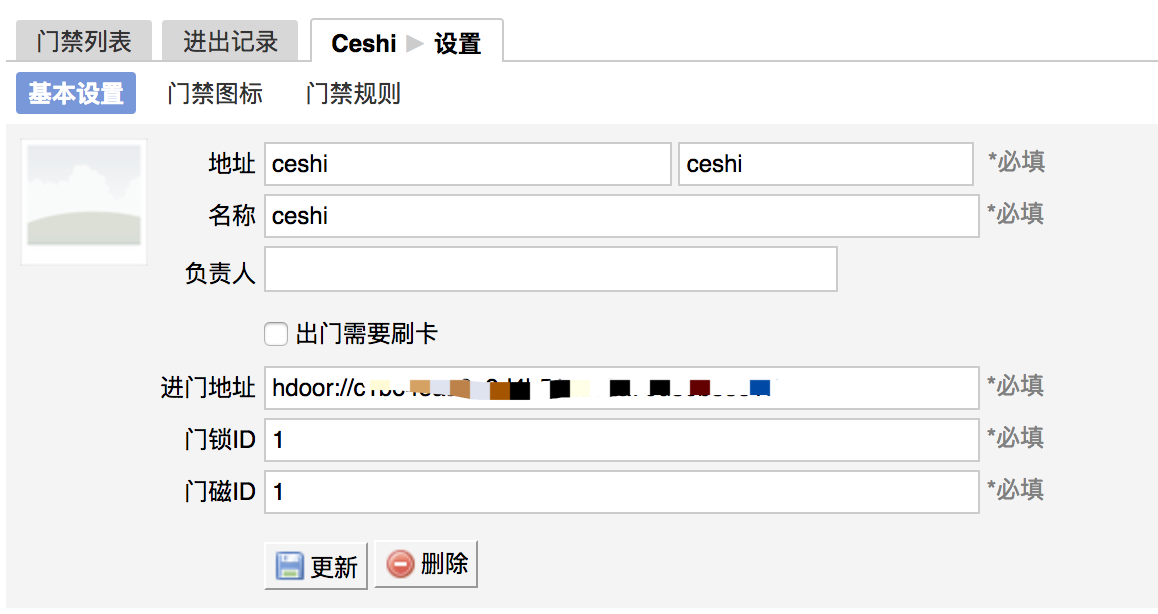 门禁列表 进出记录 Ceshi 设置
基本设置 门禁图标 门禁规则
地址 ceshi ceshi *必填
名称 ceshi *必填
负责人
出门需要刷卡
进门地址 hdoor:// *必填
门锁ID 1 *必填
门磁ID 1 *必填
更新 删除